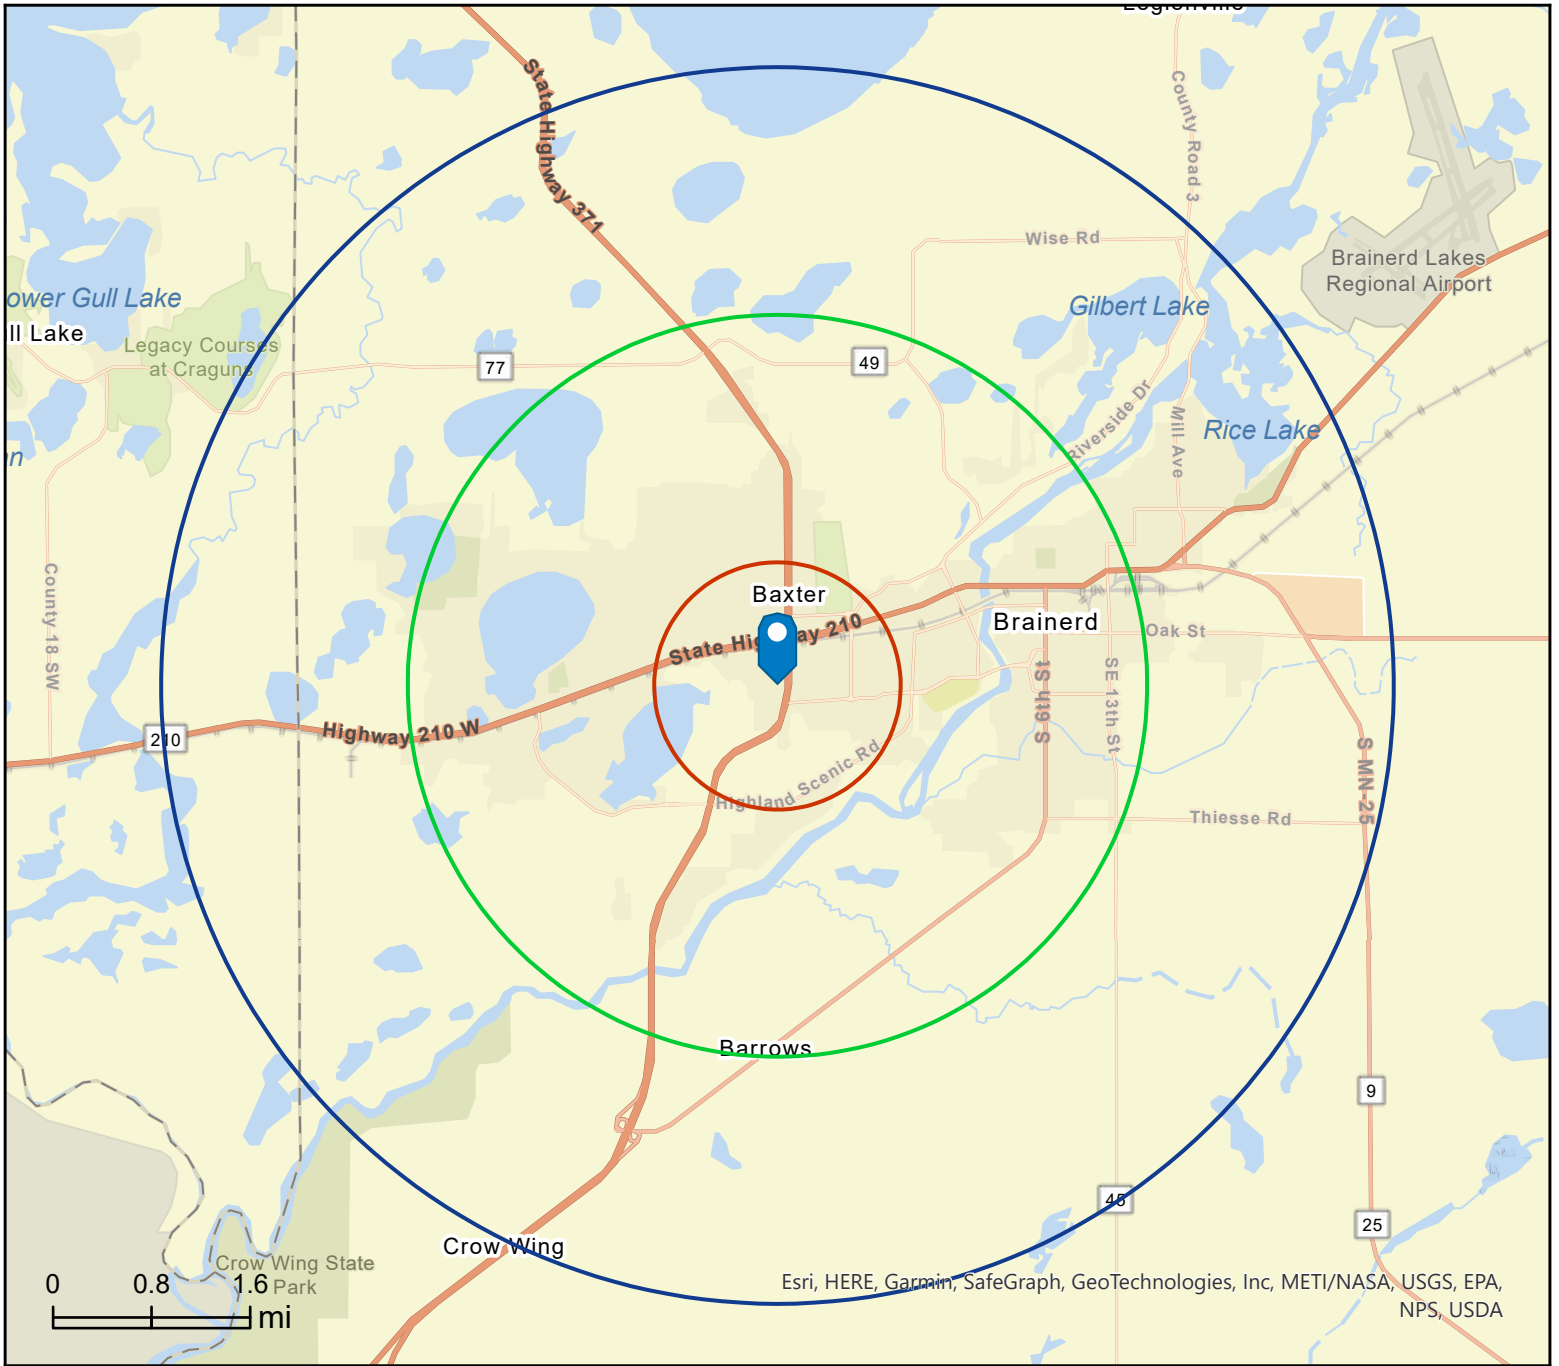 Legionville
State Highway 371
County Road 3
Wise Rd
Brainerd Lakes
Regional Airport
ower Gull Lake
ll Lake
Gilbert Lake
Legacy Courses
at Craguns
77
49
Riverside Dr
Mill Ave
Rice Lake
n
County 18 SW
Baxter
State Highway 210
Brainerd
Oak St
S 6th St
SE 13th St
Highway 210 W
210
S MN-25
Highland Scenic Rd
Thiesse Rd
Barrows
9
45
25
Crow Wing
Crow Wing State
Park
0 0.8 1.6
mi
Esri, HERE, Garmin, SafeGraph, GeoTechnologies, Inc, METI/NASA, USGS, EPA,
NPS, USDA